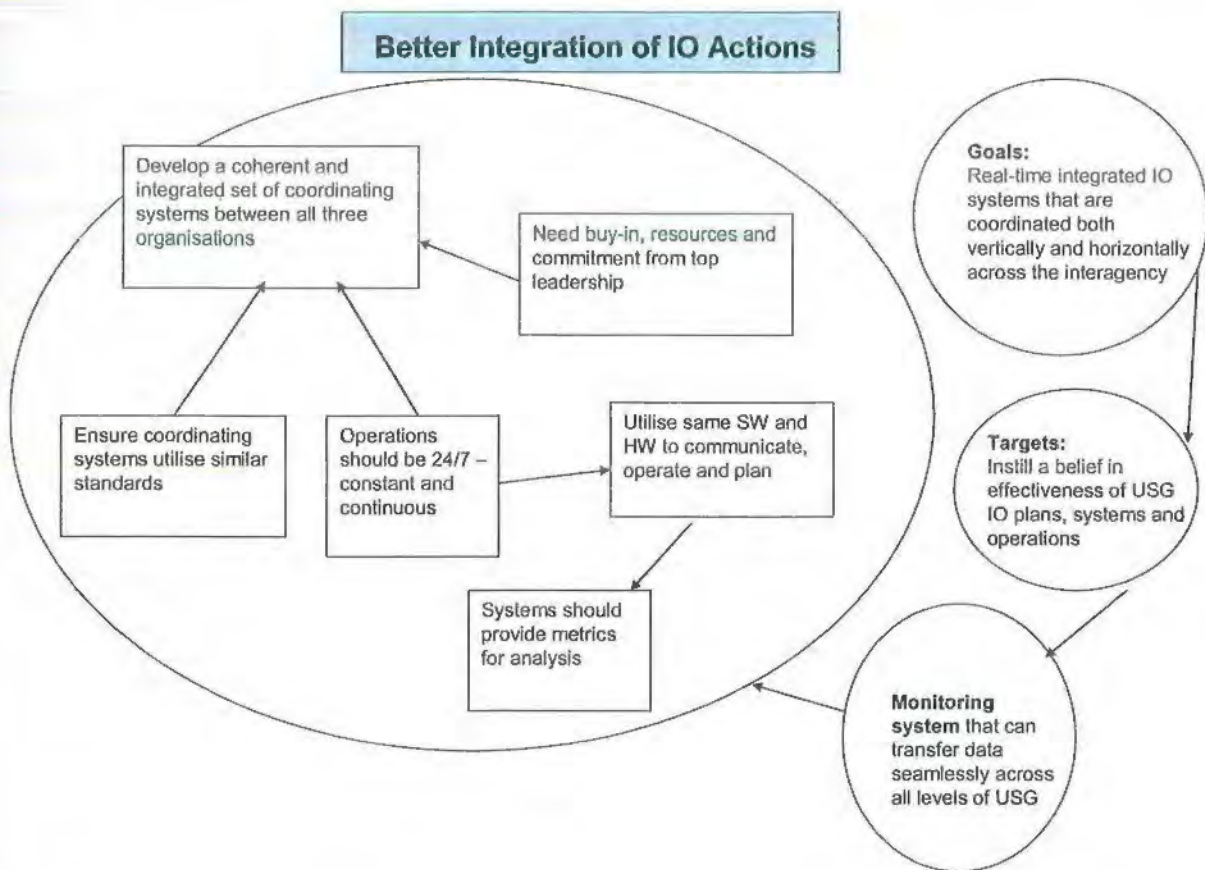 Better Integration of IO Actions
Develop a coherent and
integrated set of coordinating
systems between all three
organisations
Need buy-in, resources and
commitment from top
leadership
Ensure coordinating
systems utilise similar
standards
Operations
should be 24/7 –
constant and
continuous
Utilise same SW and
HW to communicate,
operate and plan
Systems should
provide metrics
for analysis
Goals:
Real-time integrated IO
systems that are
coordinated both
vertically and horizontally
across the interagency
Targets:
Instill a belief in
effectiveness of USG
IO plans, systems and
operations
Monitoring
system that can
transfer data
seamlessly across
all levels of USG